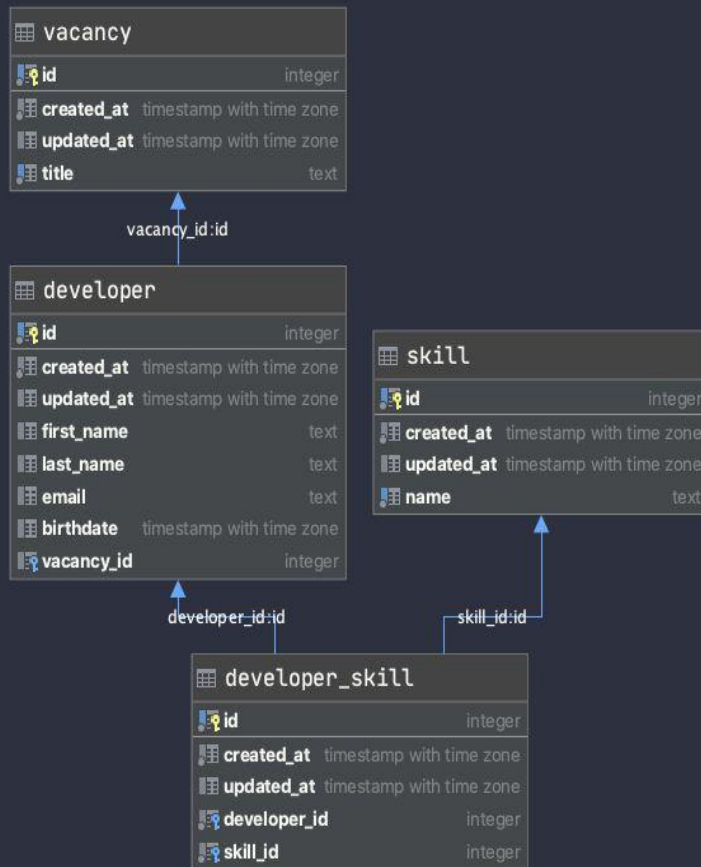 vacancy
id integer
created_at timestamp with time zone
updated_at timestamp with time zone
title text
vacancy_id:id
developer
id integer
created_at timestamp with time zone
updated_at timestamp with time zone
first_name text
last_name text
email text
birthdate timestamp with time zone
vacancy_id integer
skill
id integer
created_at timestamp with time zone
updated_at timestamp with time zone
name text
developer_id:id
skill_id:id
developer_skill
id integer
created_at timestamp with time zone
updated_at timestamp with time zone
developer_id integer
skill_id integer